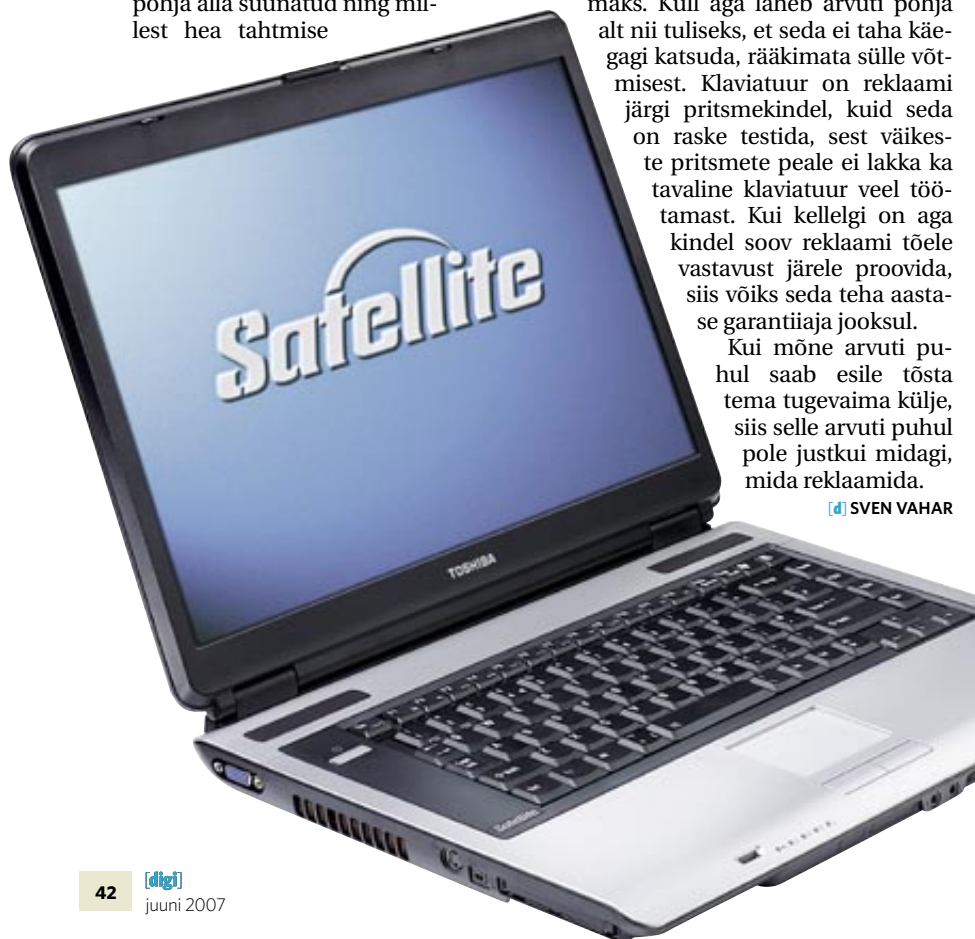 põhja alla suunatud ning mil-
lest hea tahtmise
maks. Küll aga läheb arvuti põhja
alt nii tuliseks, et seda ei taha käe-
gagi katsuda, rääkimata sülle võt-
misest. Klaviatuur on reklaami
järgi pritsmekindel, kuid seda
on raske testida, sest väikes-
te pritsmete peale ei lakka ka
tavaline klaviatuur veel töö-
tamast. Kui kellelgi on aga
kindel soov reklaami tõele
vastavust järele proovida,
siis võiks seda teha aasta-
se garantiiaja jooksul.
Kui mõne arvuti pu-
hul saab esile tõsta
tema tugevaima külje,
siis selle arvuti puhul
pole justkui midagi,
mida reklaamida.
[d] SVEN VAHAR
Satellite
TOSHIBA
Satellite
42
[digi]
juuni 2007